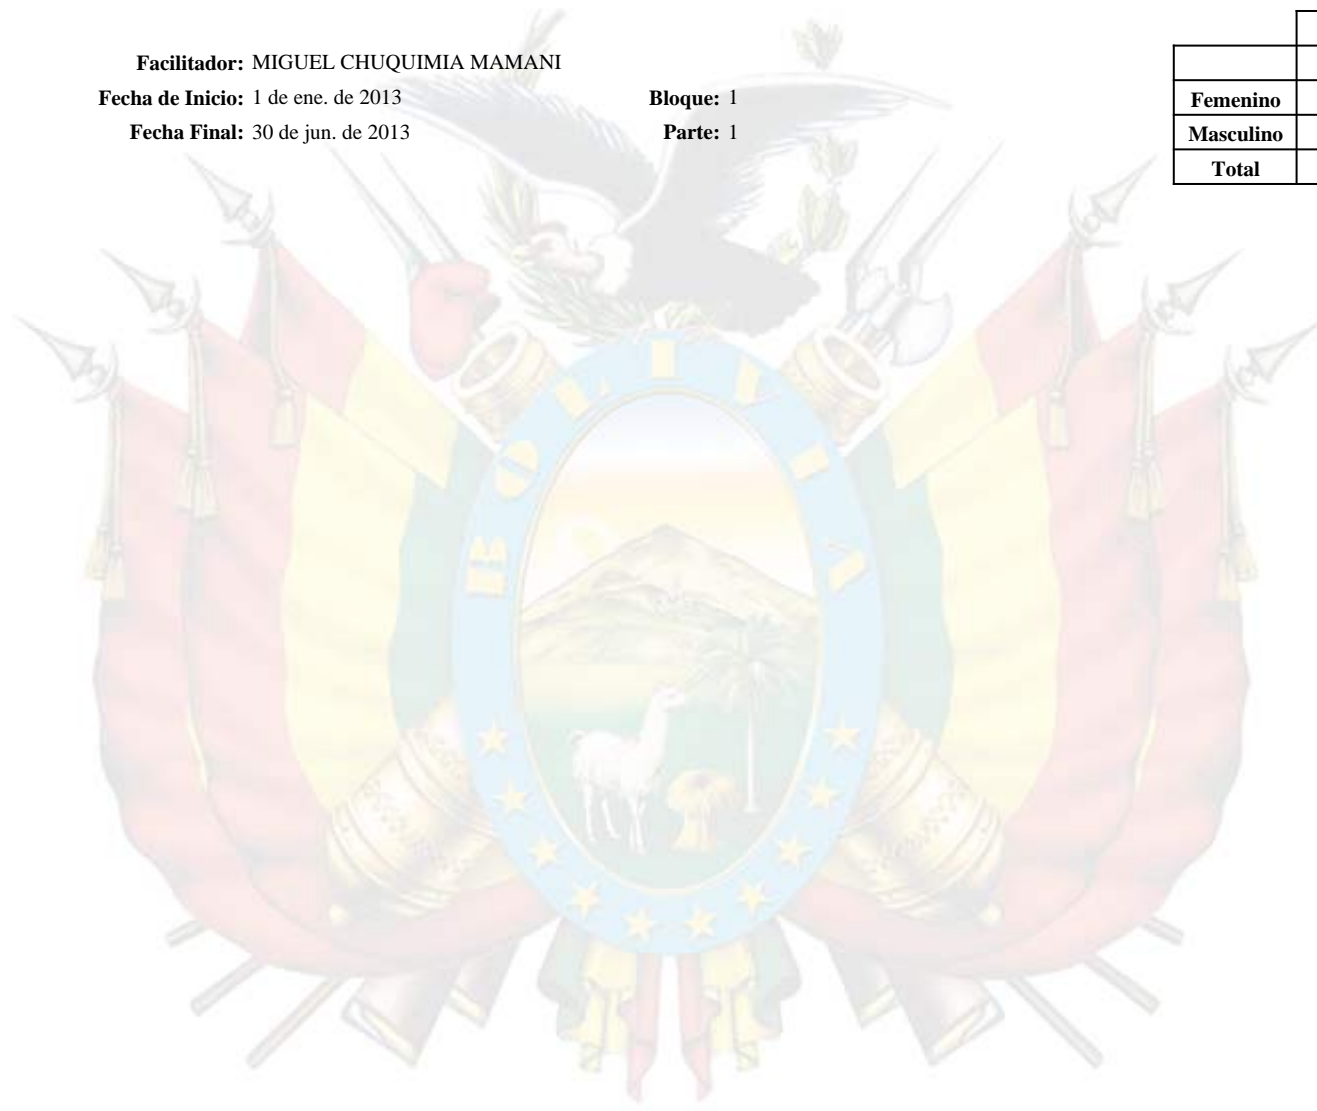 Facilitador: MIGUEL CHUQUIMIA MAMANI
Fecha de Inicio: 1 de ene. de 2013 Bloque: 1
Fecha Final: 30 de jun. de 2013 Parte: 1
Femenino
Masculino
Total
BOLIVIA